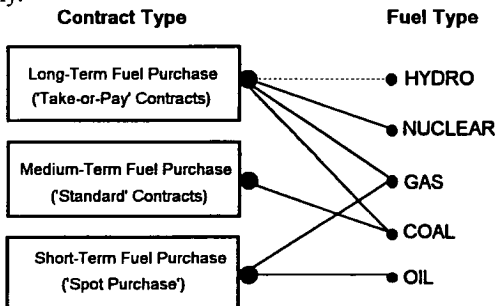 Contract Type Fuel Type
Long-Term Fuel Purchase
('Take-or-Pay' Contracts)
HYDRO
NUCLEAR
Medium-Term Fuel Purchase
('Standard' Contracts)
GAS
COAL
Short-Term Fuel Purchase
('Spot Purchase')
OIL